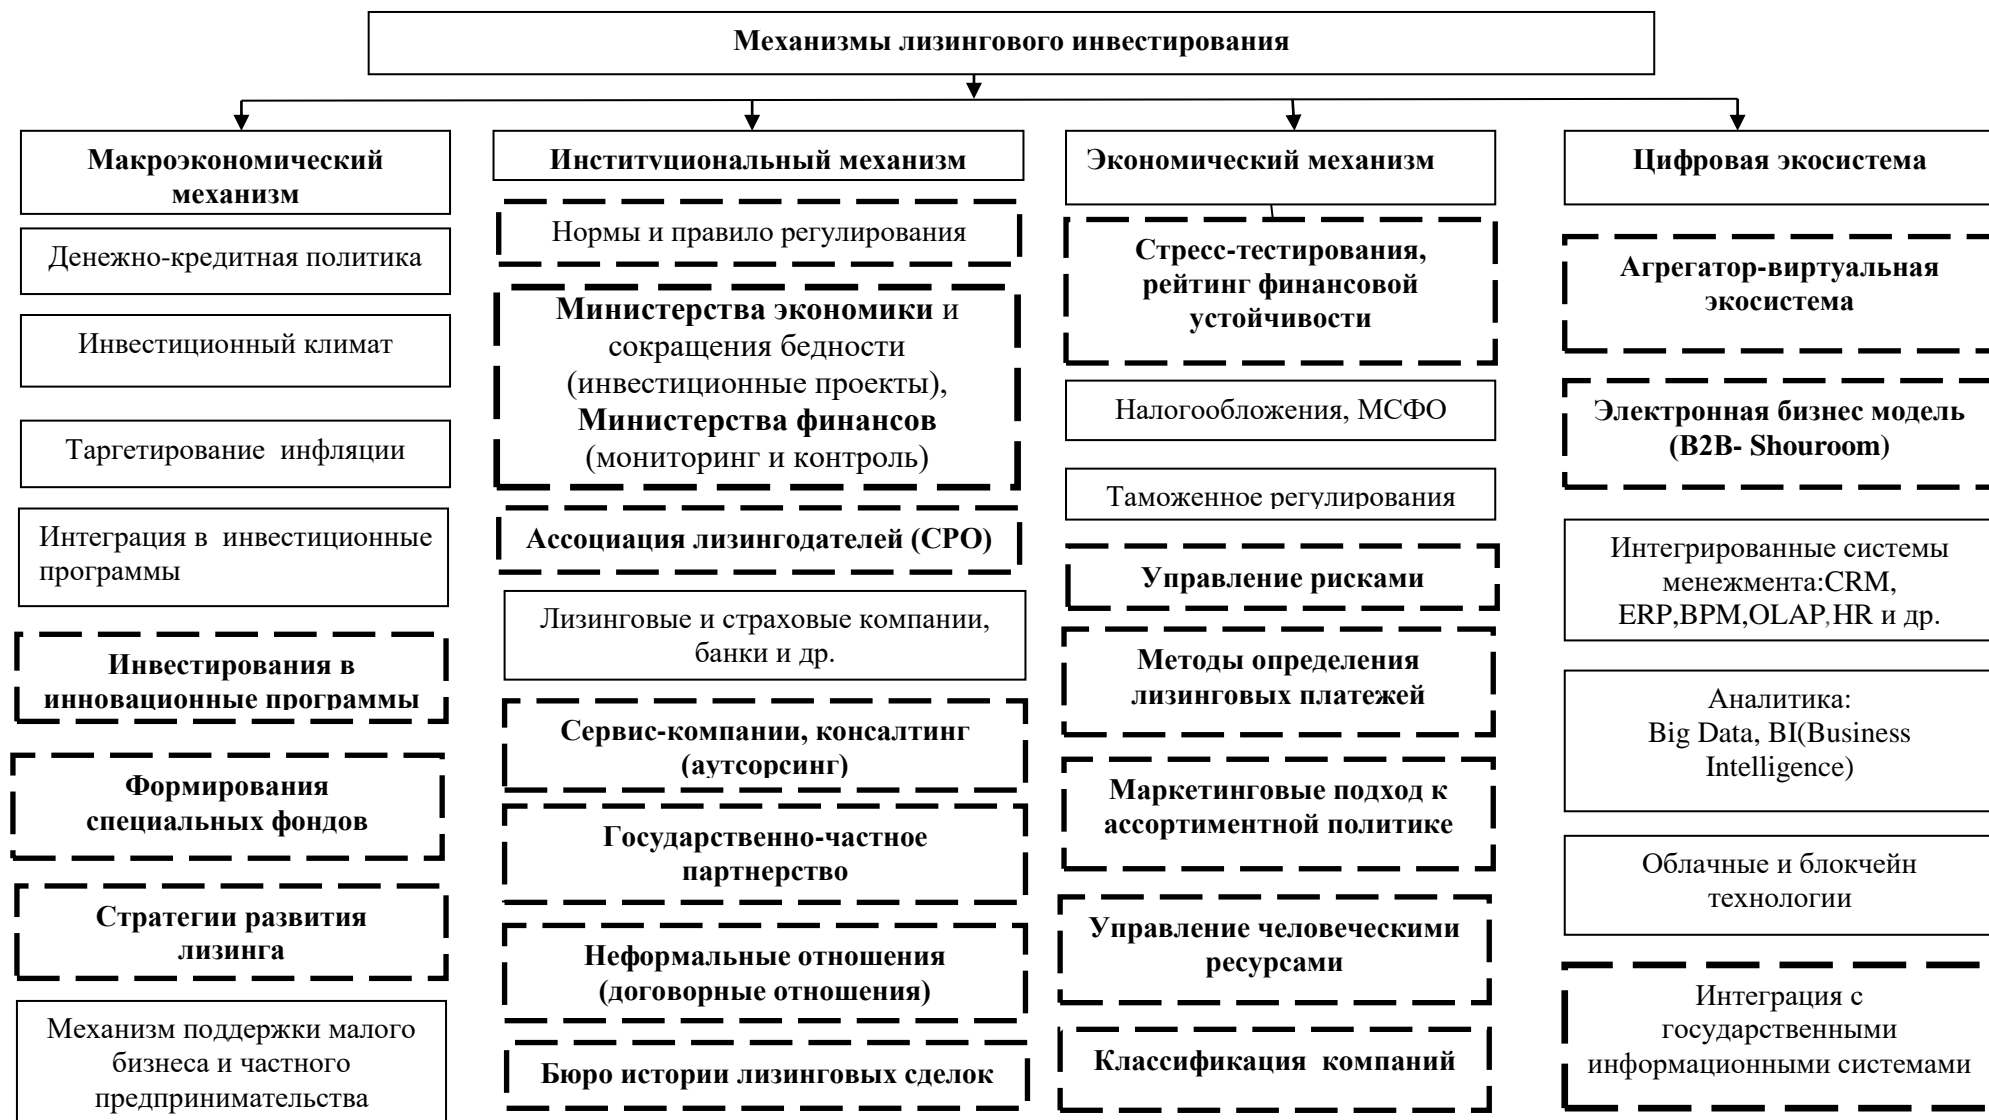 Механизмы лизингового инвестирования
Макроэкономический
механизм
Денежно-кредитная политика
Инвестиционный климат
Таргетирование инфляции
Интеграция в инвестиционные
программы
Инвестирования в
инновационные программы
Формирования
специальных фондов
Стратегии развития
лизинга
Механизм поддержки малого
бизнеса и частного
предпринимательства
Институциональный механизм
Нормы и правило регулирования
Министерства экономики и
сокращения бедности
(инвестиционные проекты),
Министерства финансов
(мониторинг и контроль)
Ассоциация лизингодателей (СРО)
Лизинговые и страховые компании,
банки и др.
Сервис-компании, консалтинг
(аутсорсинг)
Государственно-частное
партнерство
Неформальные отношения
(договорные отношения)
Бюро истории лизинговых сделок
Экономический механизм
Стресс-тестирования,
рейтинг финансовой
устойчивости
Налогообложения, МСФО
Таможенное регулирования
Управление рисками
Методы определения
лизинговых платежей
Маркетинговые подход к
ассортиментной политике
Управление человеческими
ресурсами
Классификация компаний
Цифровая экосистема
Агрегатор-виртуальная
экосистема
Электронная бизнес модель
(B2B- Shouroom)
Интегрированные системы
менежмента:CRM,
ERP,BPM,OLAP,HR и др.
Аналитика:
Big Data, BI(Business
Intelligence)
Облачные и блокчейн
технологии
Интеграция с
государственными
информационными системами